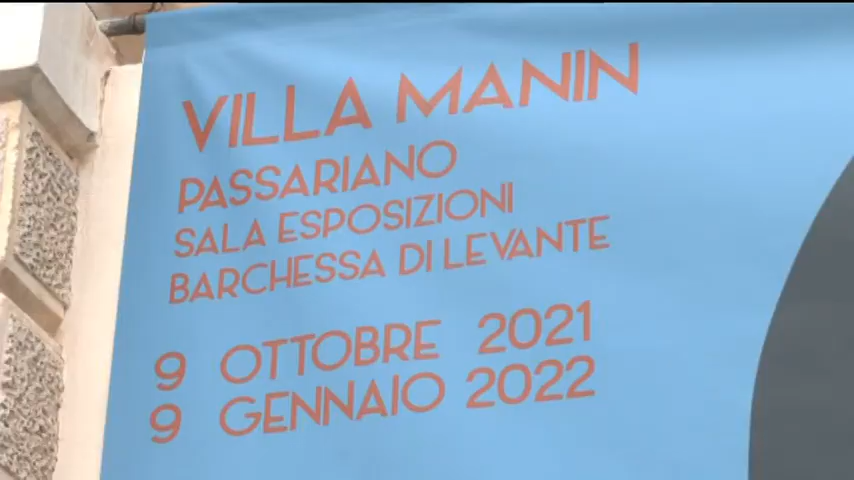 VILLA MANIN
PASSARIANO
SALA ESPOSIZIONI
BARCHESSA DI LEVANTE
9 OTTOBRE 2021
9 GENNAIO 2022